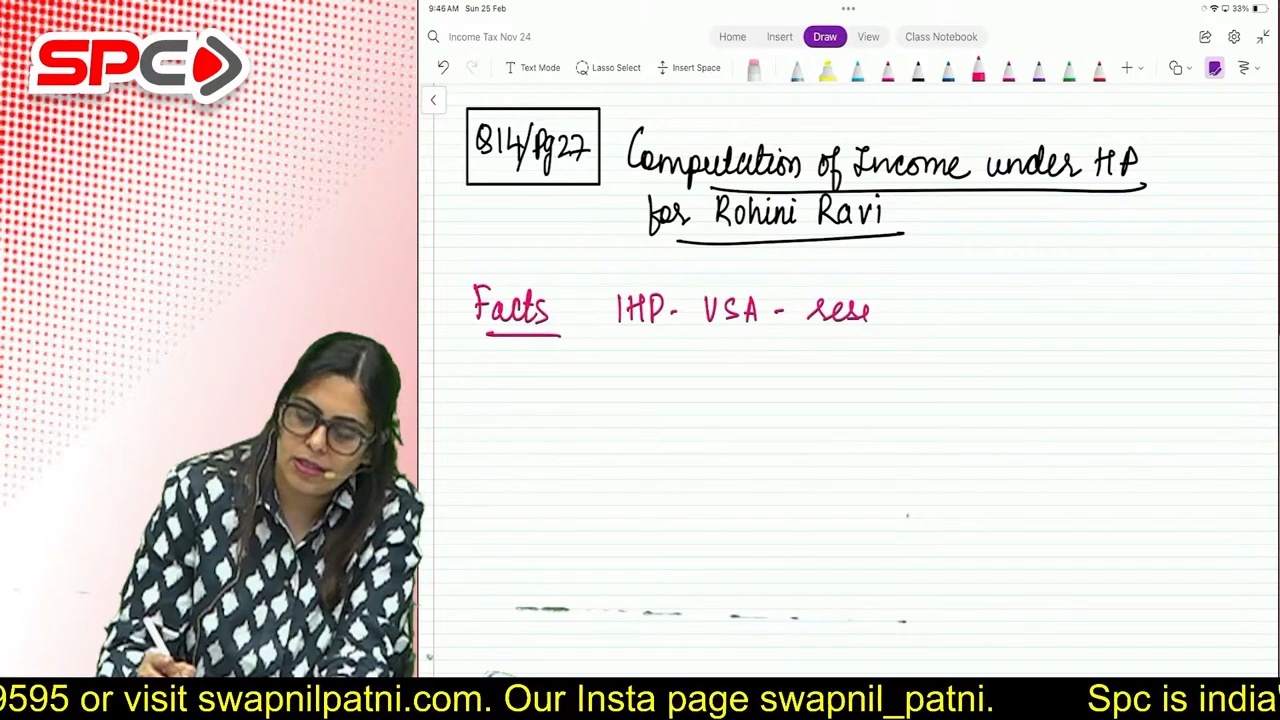 9:46 AM Sun 25 Feb
33%
SPC
Income Tax Nov 24
Home Insert Draw View Class Notebook
Text Mode Lasso Select Insert Space
Q14/Pg27
Computation of Income under HP
for Rohini Ravi
Facts 1HP - VSA - rese
9595 or visit swapnilpatni.com. Our Insta page swapnil_patni. Spc is india